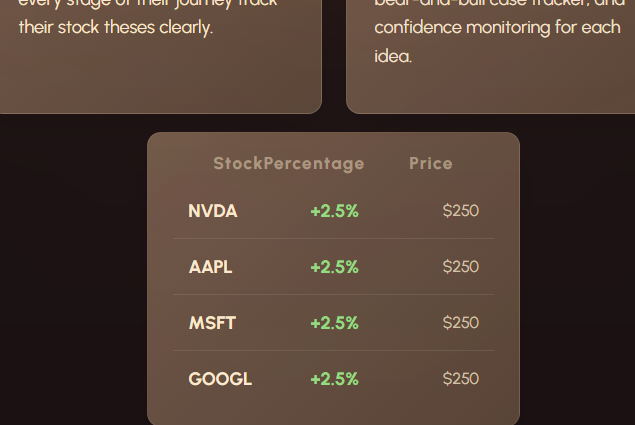 every stage of their journey track
their stock theses clearly.
bear-and-bull case tracker, and
confidence monitoring for each
idea.
StockPercentage Price
NVDA +2.5% $250
AAPL +2.5% $250
MSFT +2.5% $250
GOOGL +2.5% $250